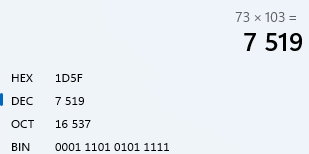 73 × 103 =
7 519
HEX 1D5F
DEC 7 519
OCT 16 537
BIN 0001 1101 0101 1111